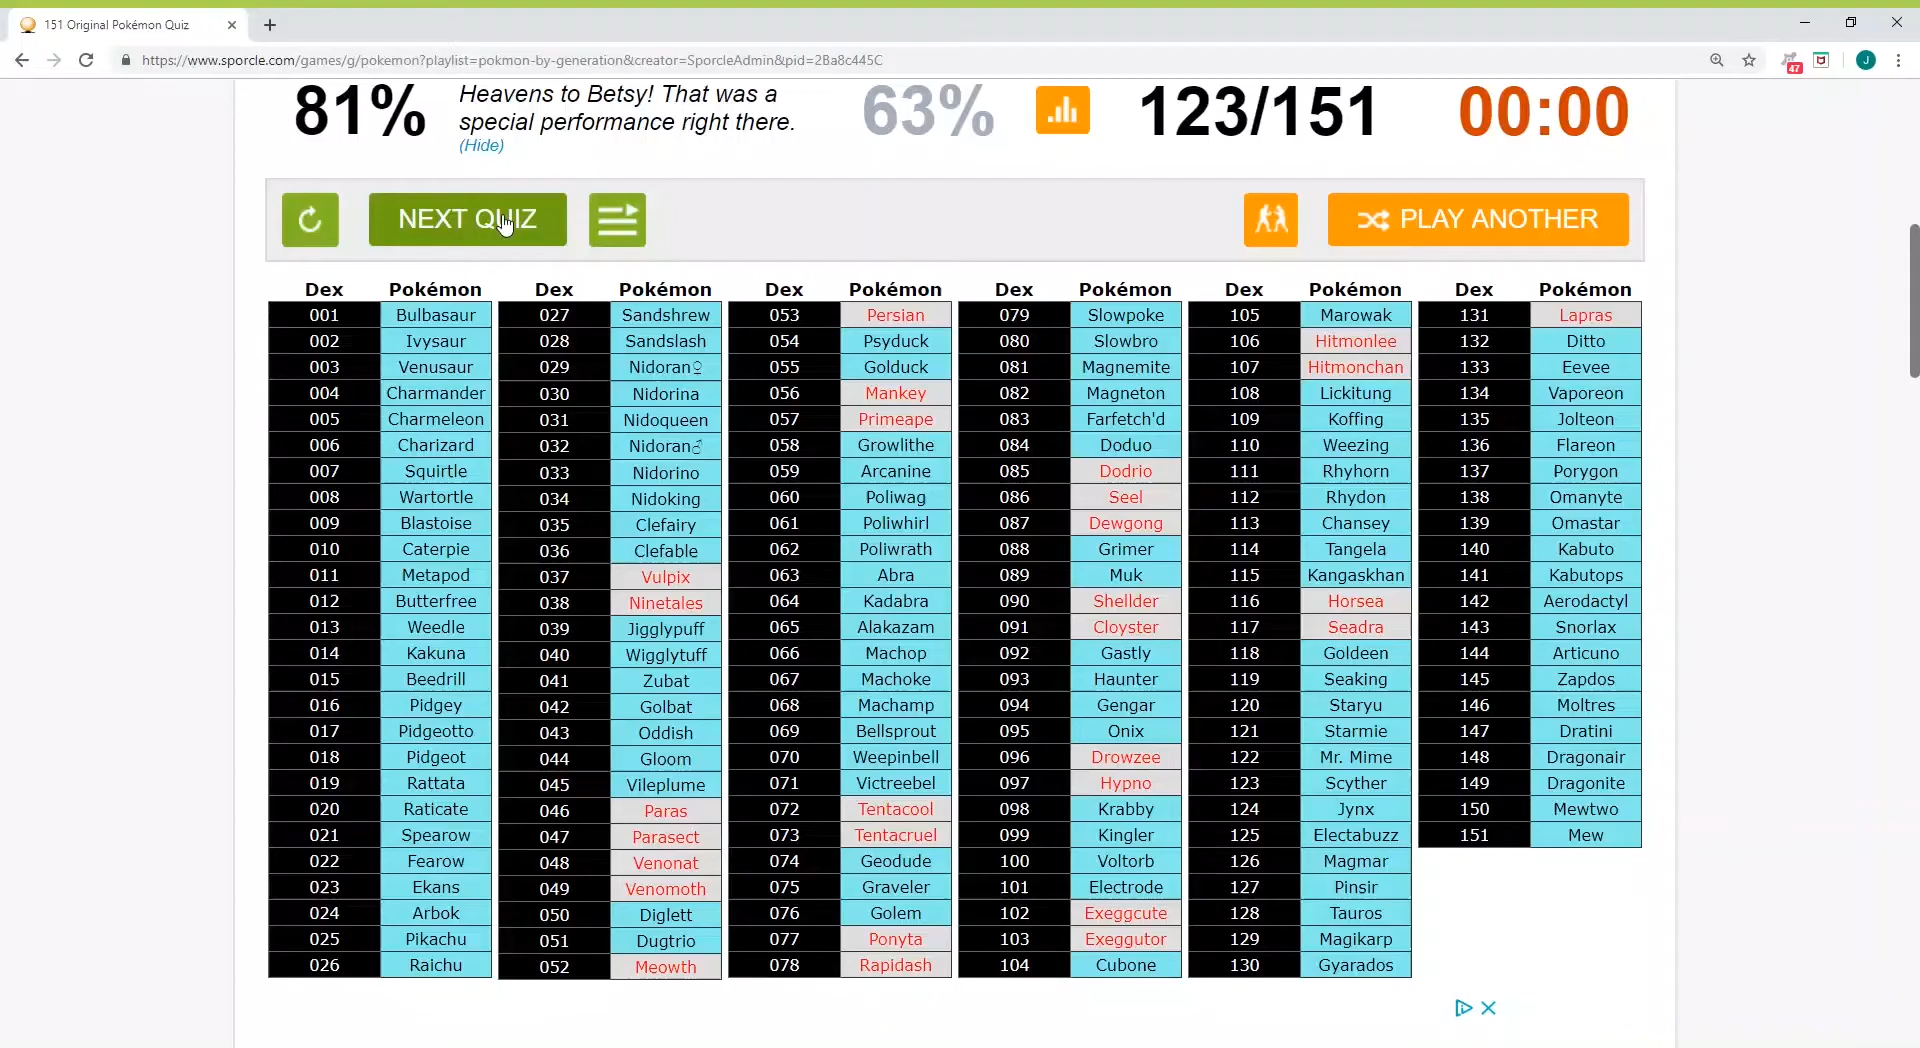 151 Original Pokémon Quiz
https://www.sporcle.com/games/g/pokemon?playlist=pokmon-by-generation&creator=SporcleAdmin&pid=2Ba8c445C
47
J
81%
Heavens to Betsy! That was a
special performance right there.
(Hide)
63%
123/151
00:00
NEXT QUIZ
PLAY ANOTHER
Dex Pokémon Dex Pokémon Dex Pokémon Dex Pokémon Dex Pokémon Dex Pokémon
001 Bulbasaur 027 Sandshrew 053 Persian 079 Slowpoke 105 Marowak 131 Lapras
002 Ivysaur 028 Sandslash 054 Psyduck 080 Slowbro 106 Hitmonlee 132 Ditto
003 Venusaur 029 Nidoran♀ 055 Golduck 081 Magnemite 107 Hitmonchan 133 Eevee
004 Charmander 030 Nidorina 056 Mankey 082 Magneton 108 Lickitung 134 Vaporeon
005 Charmeleon 031 Nidoqueen 057 Primeape 083 Farfetch'd 109 Koffing 135 Jolteon
006 Charizard 032 Nidoran♂ 058 Growlithe 084 Doduo 110 Weezing 136 Flareon
007 Squirtle 033 Nidorino 059 Arcanine 085 Dodrio 111 Rhyhorn 137 Porygon
008 Wartortle 034 Nidoking 060 Poliwag 086 Seel 112 Rhydon 138 Omanyte
009 Blastoise 035 Clefairy 061 Poliwhirl 087 Dewgong 113 Chansey 139 Omastar
010 Caterpie 036 Clefable 062 Poliwrath 088 Grimer 114 Tangela 140 Kabuto
011 Metapod 037 Vulpix 063 Abra 089 Muk 115 Kangaskhan 141 Kabutops
012 Butterfree 038 Ninetales 064 Kadabra 090 Shellder 116 Horsea 142 Aerodactyl
013 Weedle 039 Jigglypuff 065 Alakazam 091 Cloyster 117 Seadra 143 Snorlax
014 Kakuna 040 Wigglytuff 066 Machop 092 Gastly 118 Goldeen 144 Articuno
015 Beedrill 041 Zubat 067 Machoke 093 Haunter 119 Seaking 145 Zapdos
016 Pidgey 042 Golbat 068 Machamp 094 Gengar 120 Staryu 146 Moltres
017 Pidgeotto 043 Oddish 069 Bellsprout 095 Onix 121 Starmie 147 Dratini
018 Pidgeot 044 Gloom 070 Weepinbell 096 Drowzee 122 Mr. Mime 148 Dragonair
019 Rattata 045 Vileplume 071 Victreebel 097 Hypno 123 Scyther 149 Dragonite
020 Raticate 046 Paras 072 Tentacool 098 Krabby 124 Jynx 150 Mewtwo
021 Spearow 047 Parasect 073 Tentacruel 099 Kingler 125 Electabuzz 151 Mew
022 Fearow 048 Venonat 074 Geodude 100 Voltorb 126 Magmar
023 Ekans 049 Venomoth 075 Graveler 101 Electrode 127 Pinsir
024 Arbok 050 Diglett 076 Golem 102 Exeggcute 128 Tauros
025 Pikachu 051 Dugtrio 077 Ponyta 103 Exeggutor 129 Magikarp
026 Raichu 052 Meowth 078 Rapidash 104 Cubone 130 Gyarados